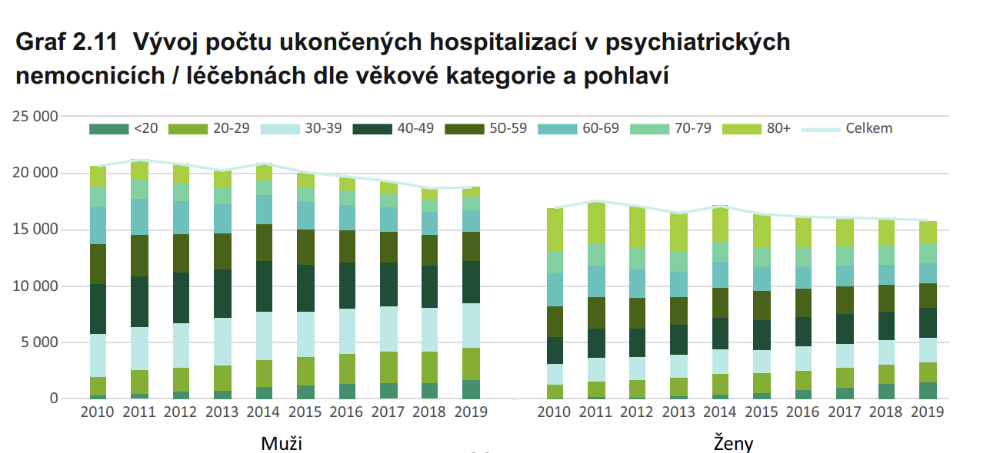 Graf 2.11 Vývoj počtu ukončených hospitalizací v psychiatrických
nemocnicích / léčebnách dle věkové kategorie a pohlaví
25 000
<20 20-29 30-39 40-49 50-59 60-69 70-79 80+ Celkem
20 000
15 000
10 000
5 000
0
2010 2011 2012 2013 2014 2015 2016 2017 2018 2019 2010 2011 2012 2013 2014 2015 2016 2017 2018 2019
Muži Ženy